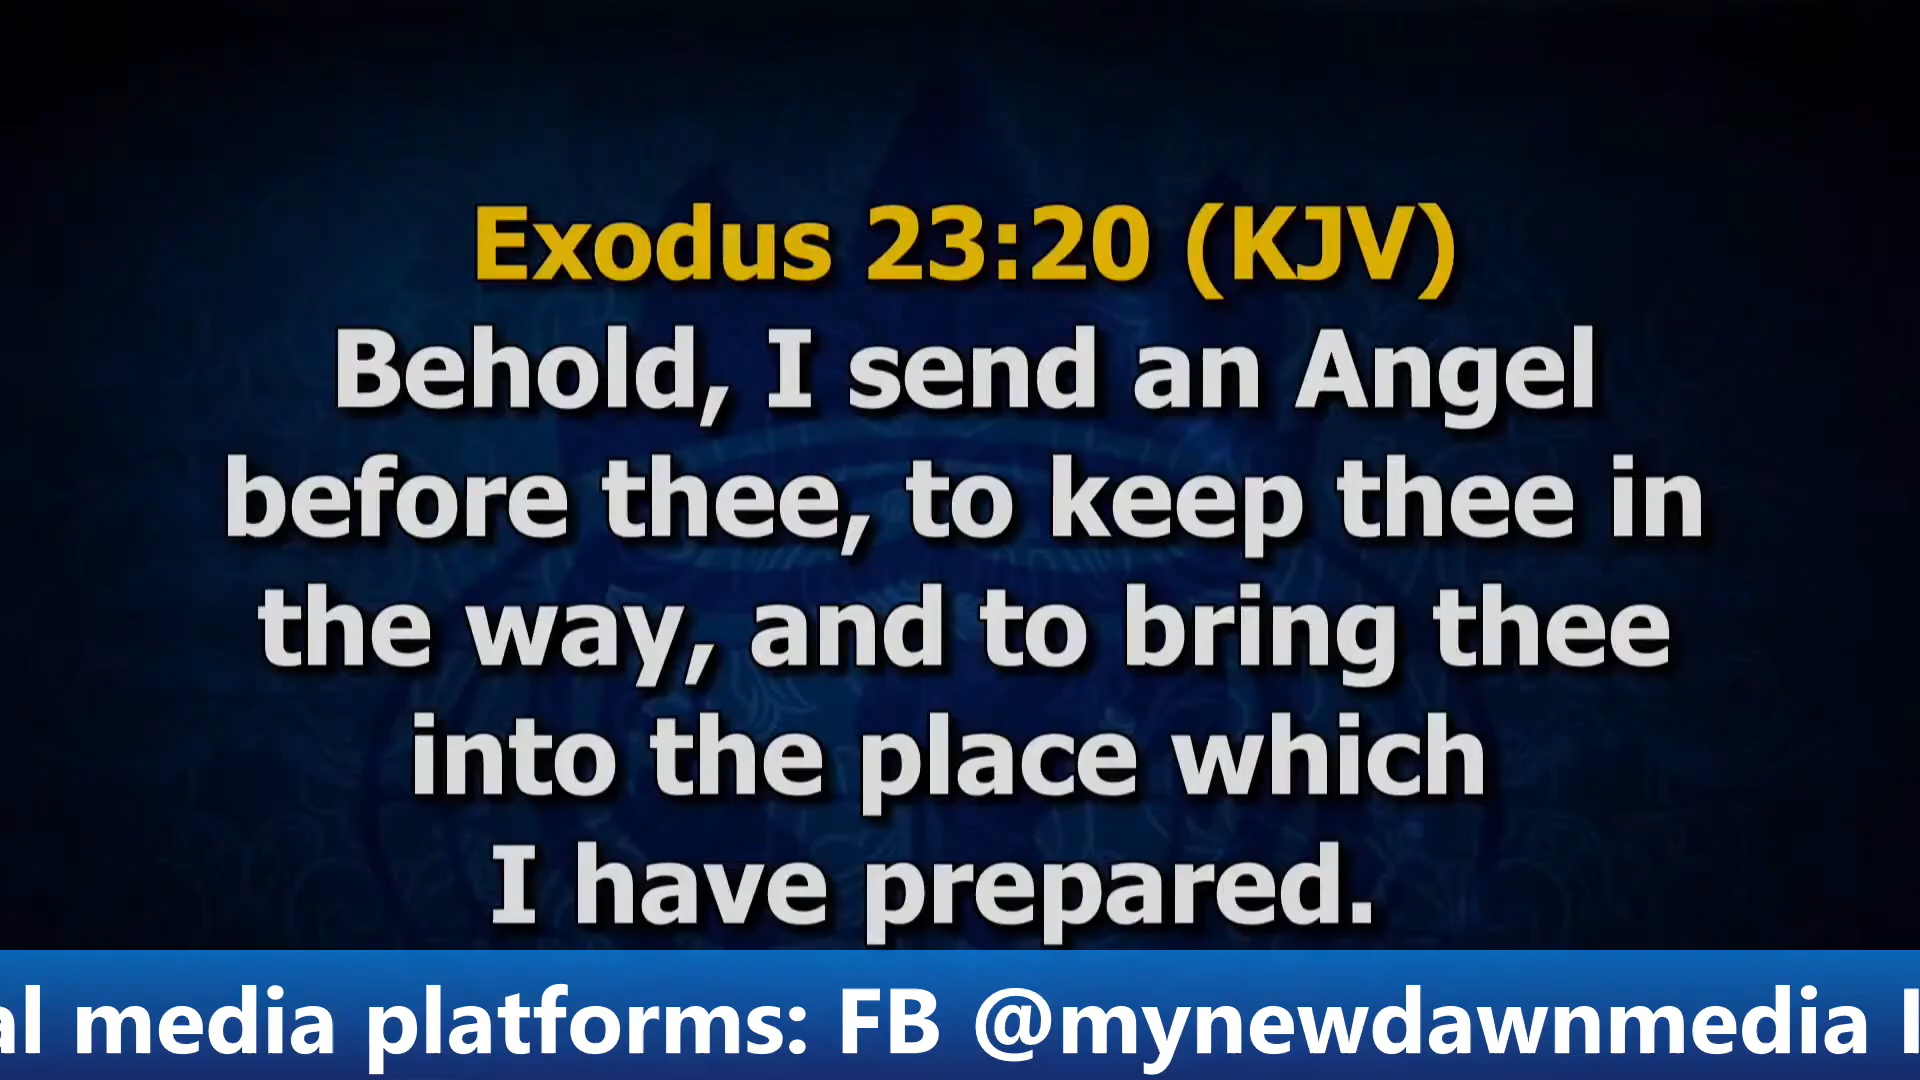 Exodus 23:20 (KJV)
Behold, I send an Angel
before thee, to keep thee in
the way, and to bring thee
into the place which
I have prepared.
media platforms: FB @mynewdawnmedia